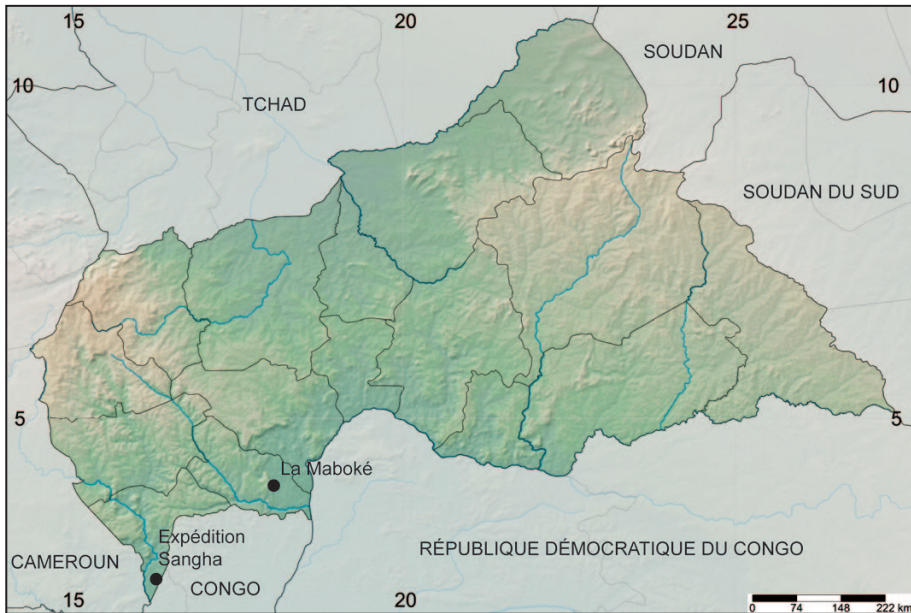 15 20 25
SOUDAN
10 10
TCHAD
SOUDAN DU SUD
5 5
La Maboké
Expédition
Sangha
RÉPUBLIQUE DÉMOCRATIQUE DU CONGO
CAMEROUN
CONGO
15 20
0 74 148 222 km